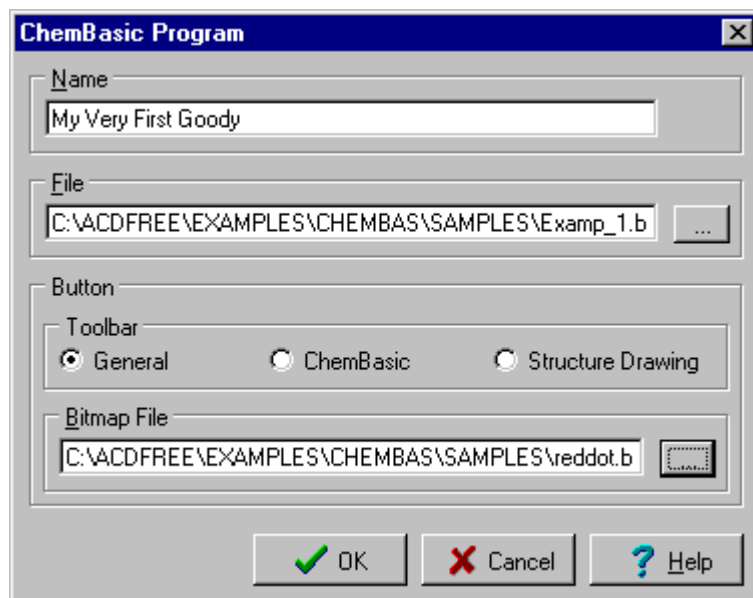 ChemBasic Program
Name
My Very First Goody
File
C:\ACDFREE\EXAMPLES\CHEMBAS\SAMPLES\Examp_1.b
...
Button
Toolbar
General ChemBasic Structure Drawing
Bitmap File
C:\ACDFREE\EXAMPLES\CHEMBAS\SAMPLES\reddot.b
...
OK Cancel Help